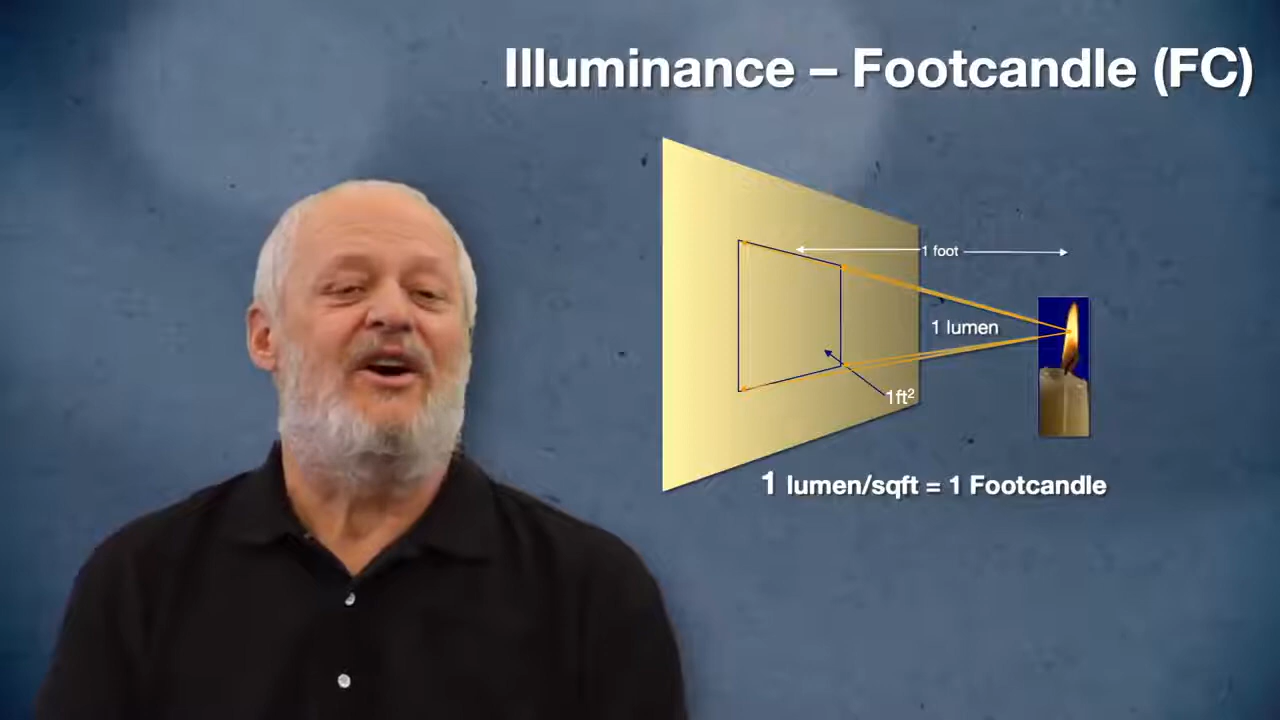 Illuminance – Footcandle (FC)
1 foot
1 lumen
1ft²
1 lumen/sqft = 1 Footcandle